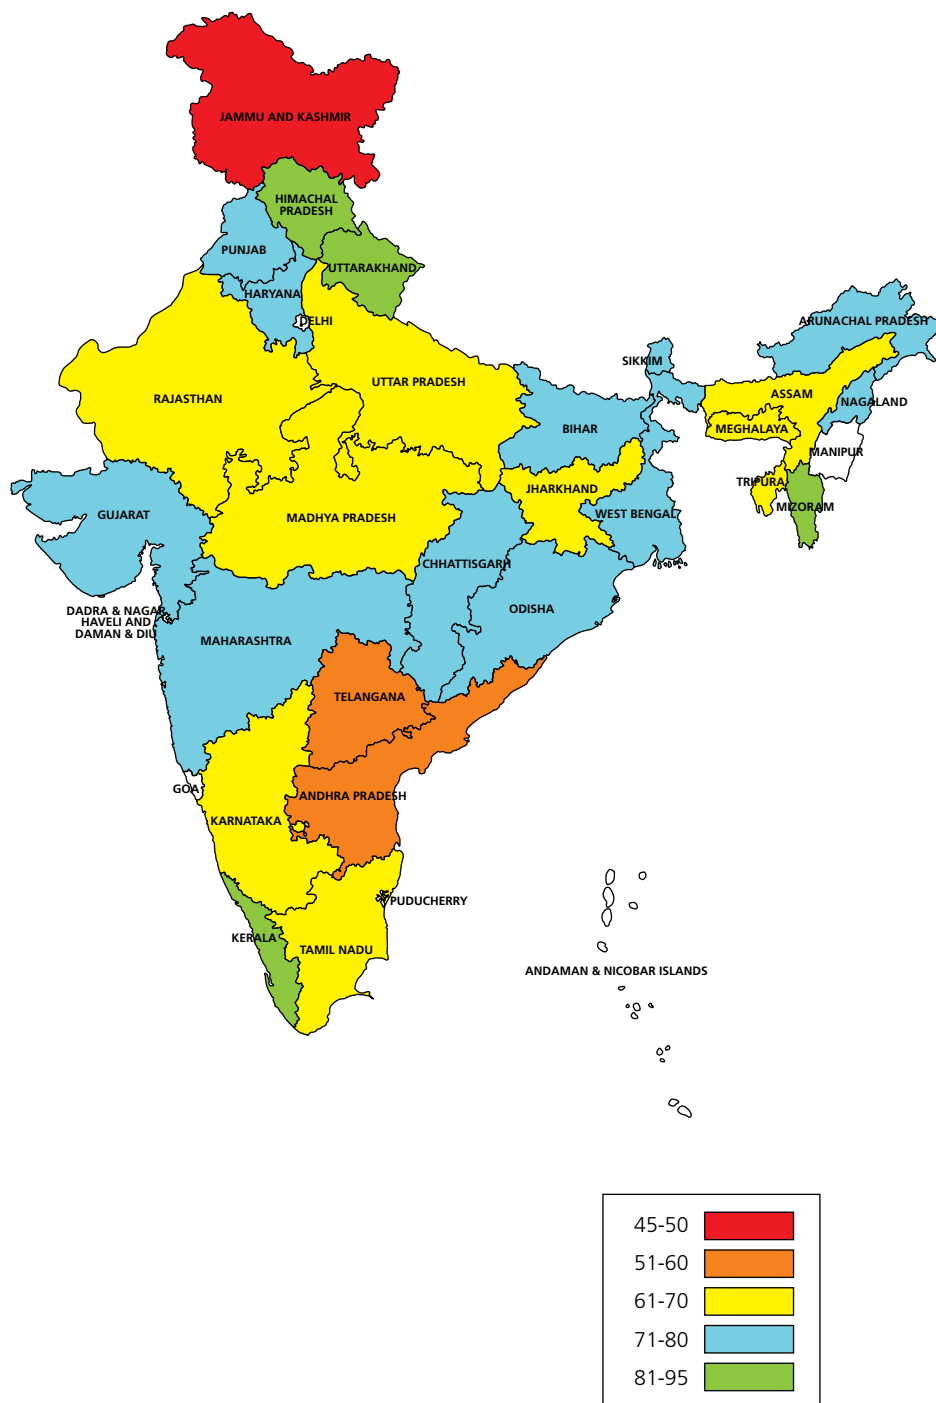 JAMMU AND KASHMIR
HIMACHAL
PRADESH
PUNJAB
UTTARAKHAND
HARYANA
DELHI
ARUNACHAL PRADESH
SIKKIM
UTTAR PRADESH
RAJASTHAN
ASSAM
NAGALAND
BIHAR
MEGHALAYA
MANIPUR
TRIPURA
JHARKHAND
MIZORAM
GUJARAT
MADHYA PRADESH
WEST BENGAL
CHHATTISGARH
DADRA & NAGAR
HAVELI AND
DAMAN & DIU
ODISHA
MAHARASHTRA
TELANGANA
GOA
ANDHRA PRADESH
KARNATAKA
PUDUCHERRY
KERALA
TAMIL NADU
ANDAMAN & NICOBAR ISLANDS
45-50
51-60
61-70
71-80
81-95